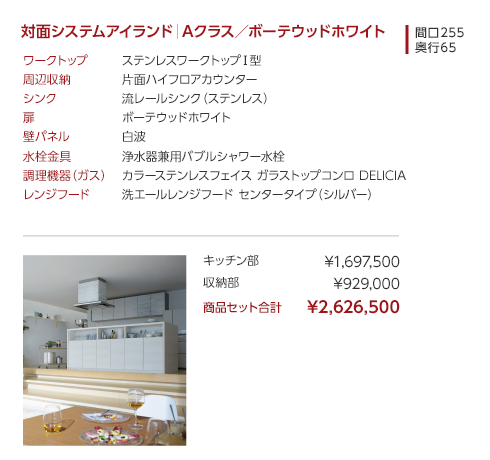 対面システムアイランド｜Aクラス／ボーテウッドホワイト
間口255
奥行65
ワークトップ ステンレスワークトップI型
周辺収納 片面ハイフロアカウンター
シンク 流レールシンク（ステンレス）
扉 ボーテウッドホワイト
壁パネル 白波
水栓金具 浄水器兼用バブルシャワー水栓
調理機器（ガス） カラーステンレスフェイス ガラストップコンロ DELICIA
レンジフード 洗エールレンジフード センタータイプ（シルバー）
キッチン部 ¥1,697,500
収納部 ¥929,000
商品セット合計 ¥2,626,500